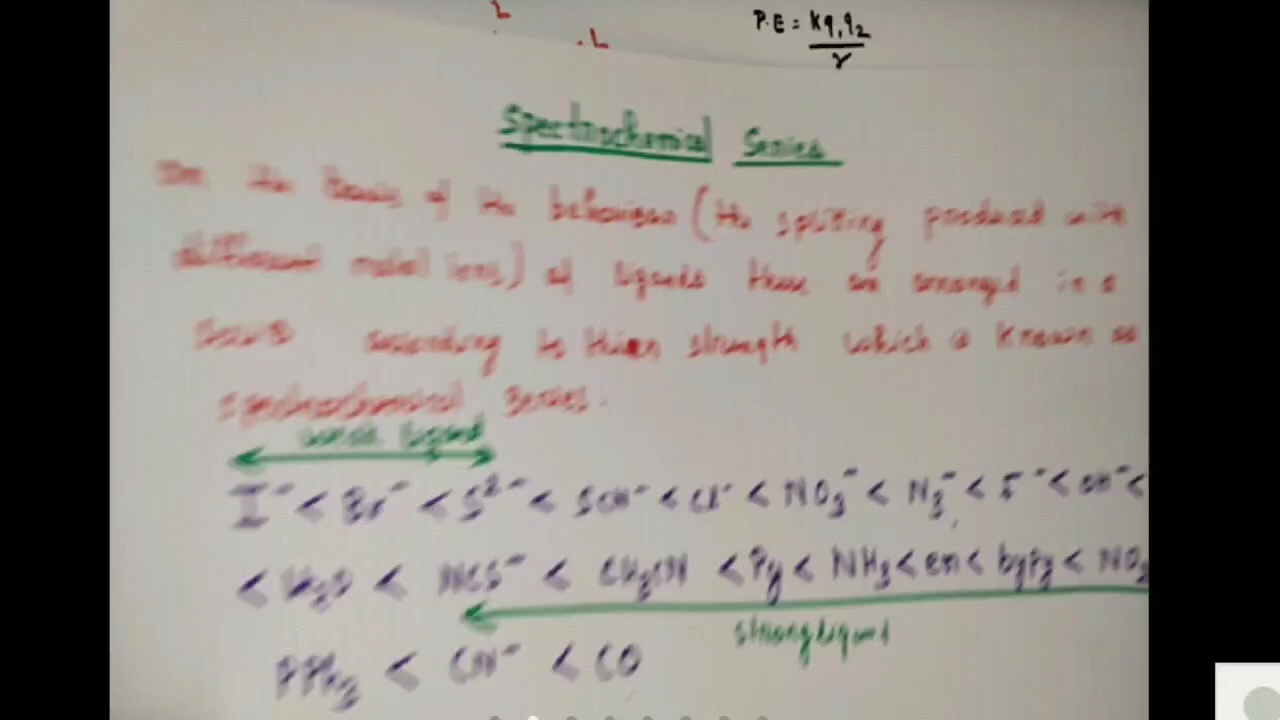 L
.L
P.E = kq1q2/r
Spectrochemical Series
On the basis of the behaviour (the splitting produced with
different metal ions) of ligands these are arranged in a
series according to their strength which is known as
spectrochemical series.
weak ligand
I⁻ < Br⁻ < S²⁻ < SCN⁻ < Cl⁻ < NO₃⁻ < N₃⁻ < F⁻ < OH⁻ <
< H₂O < NCS⁻ < CH₃CN < Py < NH₃ < en < bypy < NO₂
strong
PPh₃ < CN⁻ < CO